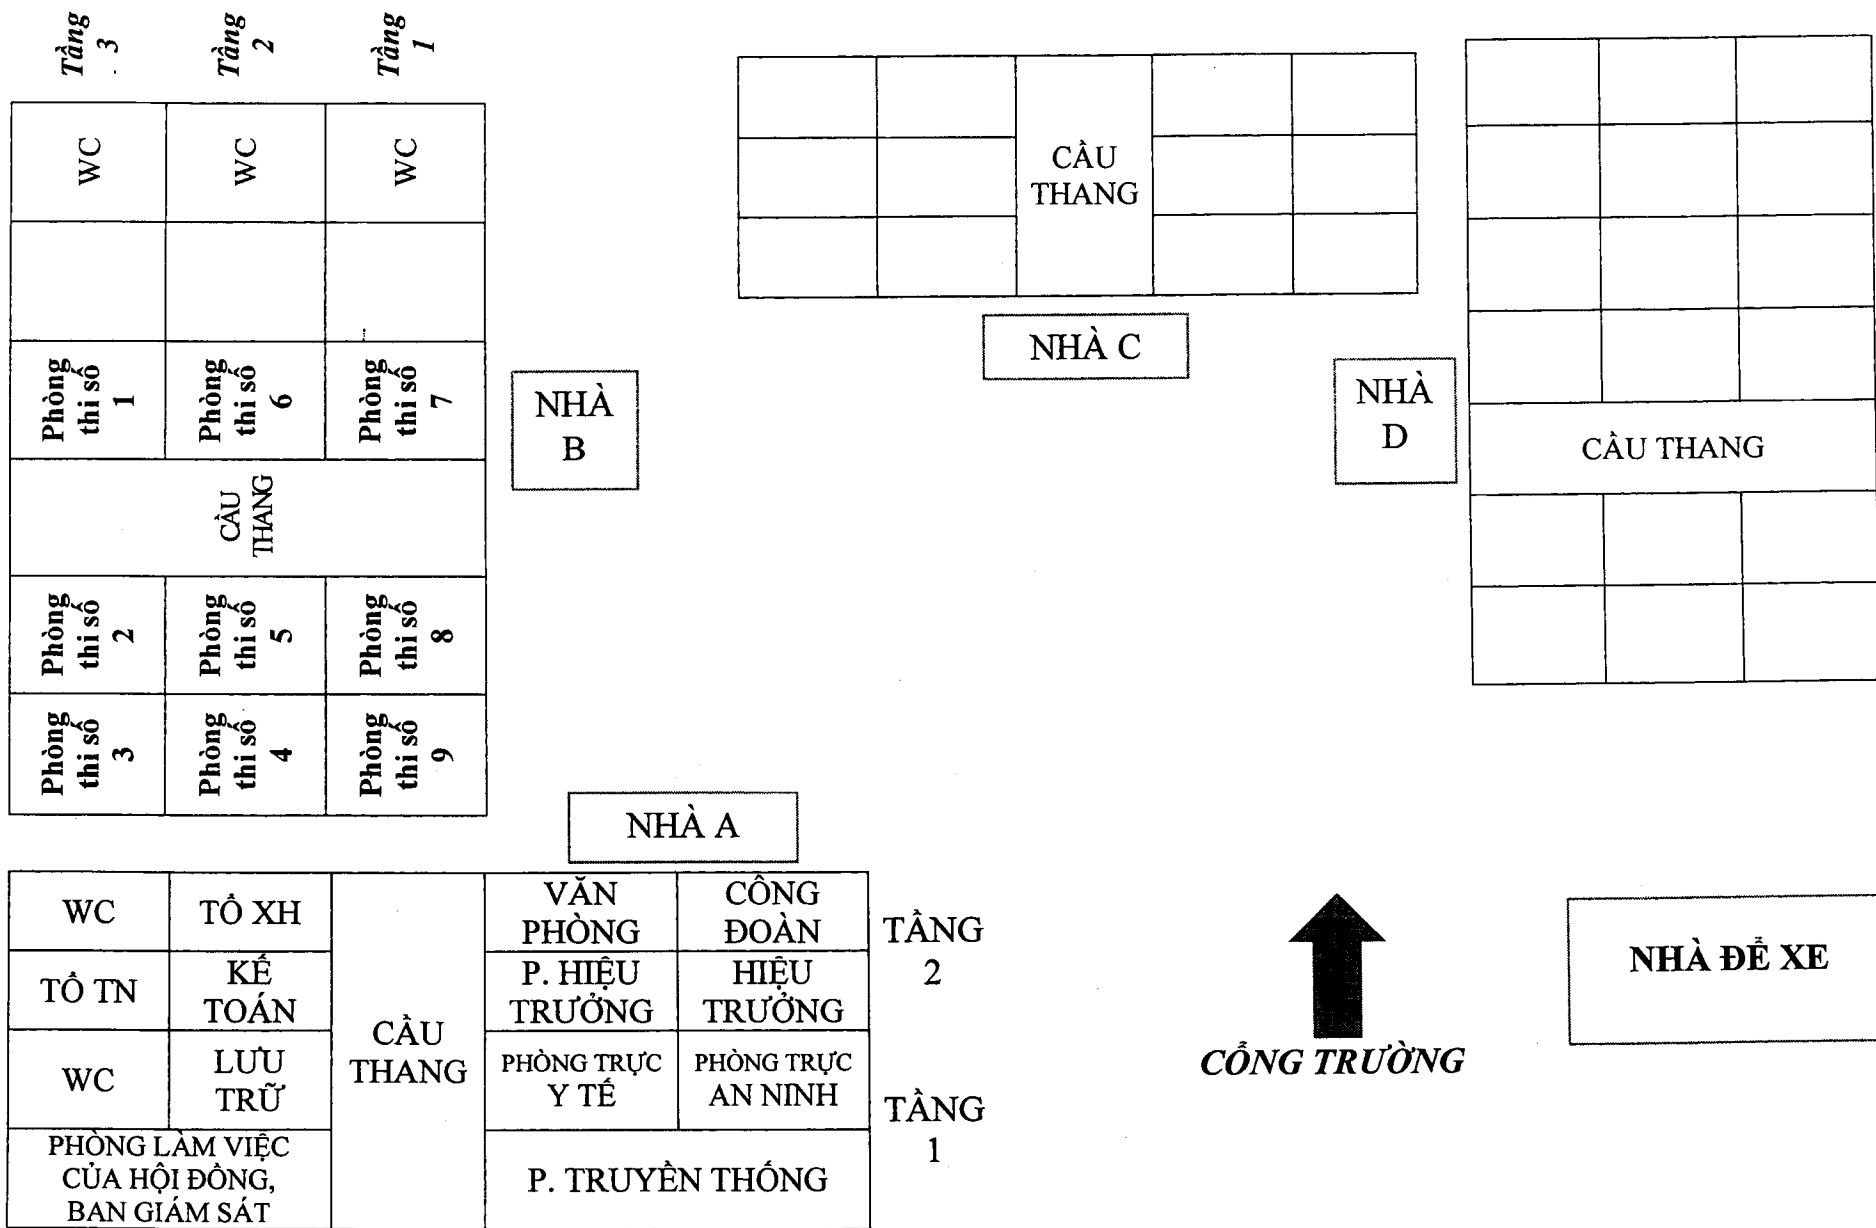 Tầng
3
Tầng
2
Tầng
1
WC
WC
WC
Phòng
thi số
1
Phòng
thi số
6
Phòng
thi số
7
CẦU
THANG
Phòng
thi số
2
Phòng
thi số
5
Phòng
thi số
8
Phòng
thi số
3
Phòng
thi số
4
Phòng
thi số
9
NHÀ
B
CẦU
THANG
NHÀ C
NHÀ
D
CẦU THANG
NHÀ A
WC
TỔ XH
VĂN
PHÒNG
CÔNG
ĐOÀN
TẦNG
2
TỔ TN
KẾ
TOÁN
P. HIỆU
TRƯỞNG
HIỆU
TRƯỞNG
CẦU
THANG
WC
LƯU
TRỮ
PHÒNG TRỰC
Y TẾ
PHÒNG TRỰC
AN NINH
TẦNG
1
PHÒNG LÀM VIỆC
CỦA HỘI ĐỒNG,
BAN GIÁM SÁT
P. TRUYỀN THỐNG
CỔNG TRƯỜNG
NHÀ ĐỂ XE